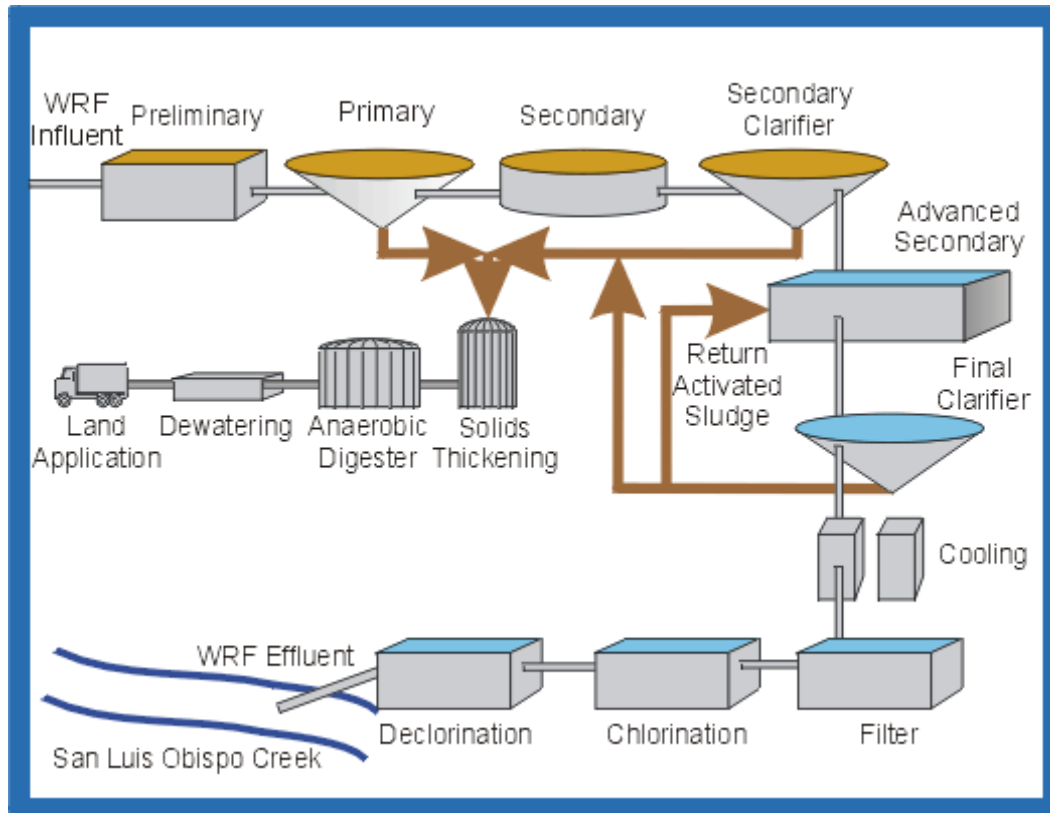 WRF
Influent
Preliminary
Primary
Secondary
Secondary
Clarifier
Advanced
Secondary
Return
Activated
Sludge
Final
Clarifier
Land
Application
Dewatering
Anaerobic
Digester
Solids
Thickening
Cooling
WRF Effluent
Declorination
Chlorination
Filter
San Luis Obispo Creek